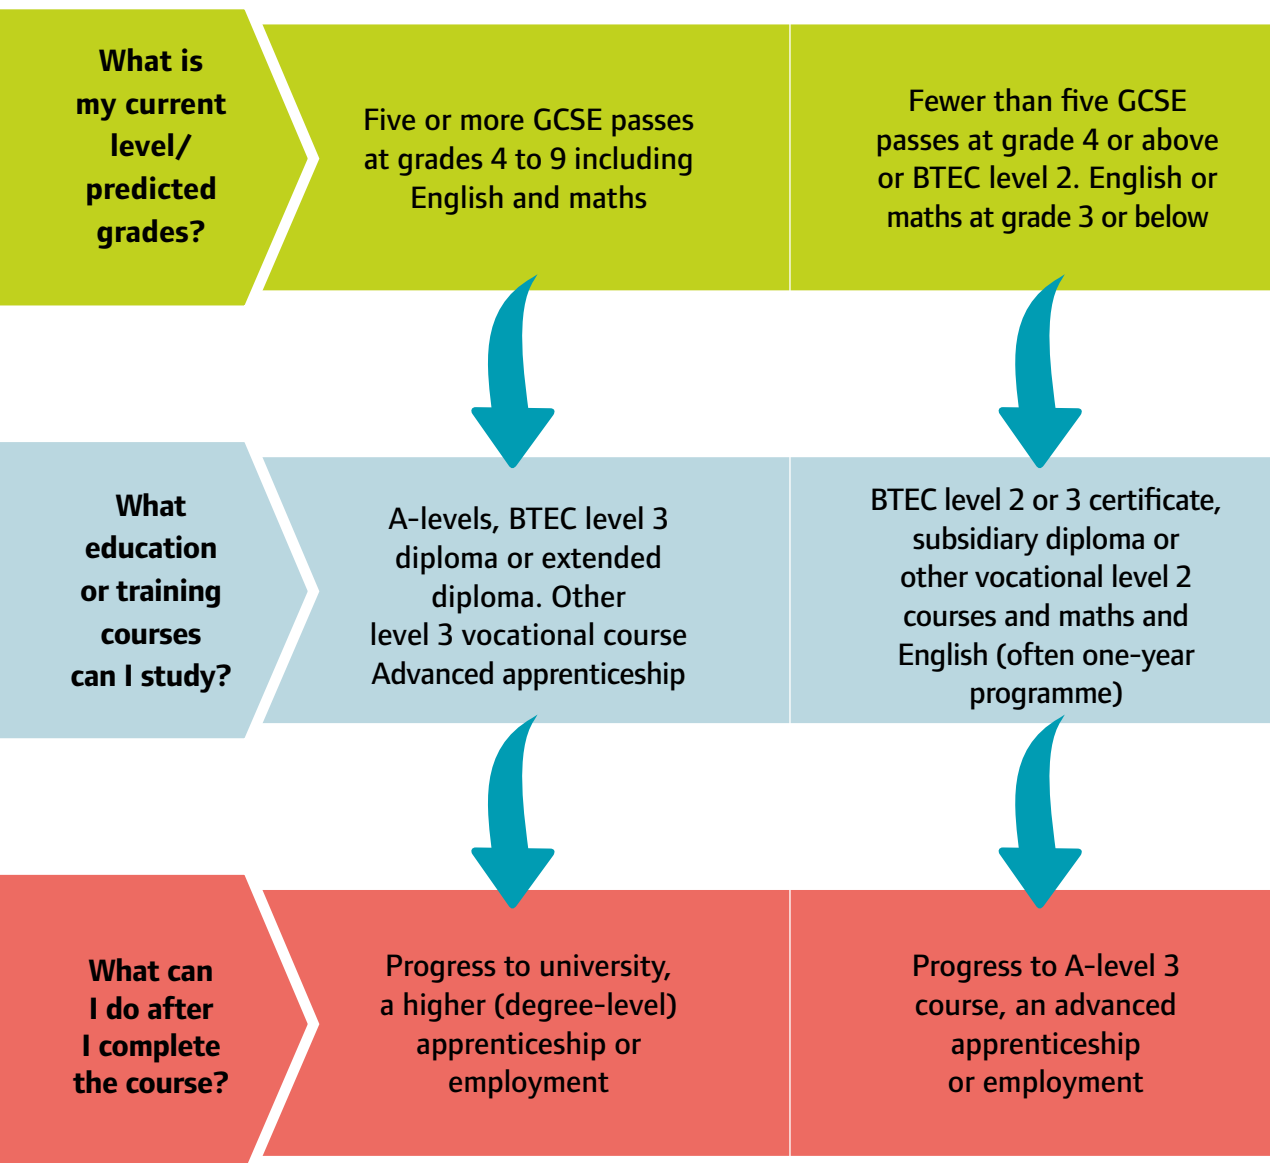 What is
my current
level/
predicted
grades?
Five or more GCSE passes
at grades 4 to 9 including
English and maths
Fewer than five GCSE
passes at grade 4 or above
or BTEC level 2. English or
maths at grade 3 or below
What
education
or training
courses
can I study?
A-levels, BTEC level 3
diploma or extended
diploma. Other
level 3 vocational course
Advanced apprenticeship
BTEC level 2 or 3 certificate,
subsidiary diploma or
other vocational level 2
courses and maths and
English (often one-year
programme)
What can
I do after
I complete
the course?
Progress to university,
a higher (degree-level)
apprenticeship or
employment
Progress to A-level 3
course, an advanced
apprenticeship
or employment